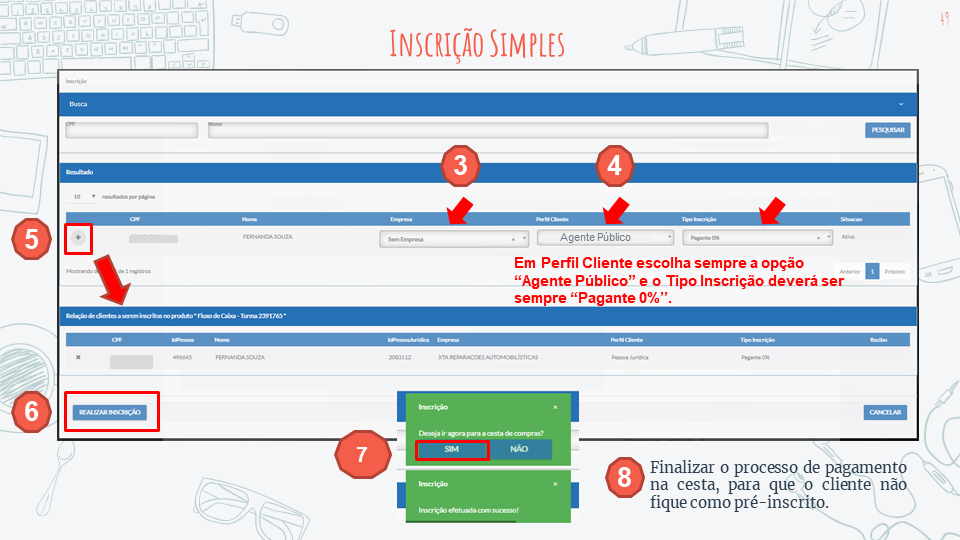 49
Inscrição Simples
Inscrição
Busca
CPF Nome
PESQUISAR
3 4
Resultado
10 resultados por página
CPF Nome Empresa Perfil Cliente Tipo Inscrição Situacao
5
+ FERNANDA SOUZA Sem Empresa × Agente Público Pagante 0% × Ativo
Em Perfil Cliente escolha sempre a opção
“Agente Público” e o Tipo Inscrição deverá ser
sempre “Pagante 0%”.
Mostrando de 1 registros Anterior 1 Próximo
Relação de clientes a serem inscritos no produto " Fluxo de Caixa - Turma 2391765 "
CPF IdPessoa Nome IdPessoaJuridica Empresa Perfil Cliente Tipo Inscrição Recibo
× 496645 FERNANDA SOUZA 2083112 XTA REPARACOES AUTOMOBILÍSTICAS Pessoa Jurídica Pagante 0%
6
REALIZAR INSCRIÇÃO CANCELAR
Inscrição ×
Deseja ir agora para a cesta de compras?
7
SIM NÃO
Inscrição ×
Inscrição efetuada com sucesso!
8 Finalizar o processo de pagamento
na cesta, para que o cliente não
fique como pré-inscrito.